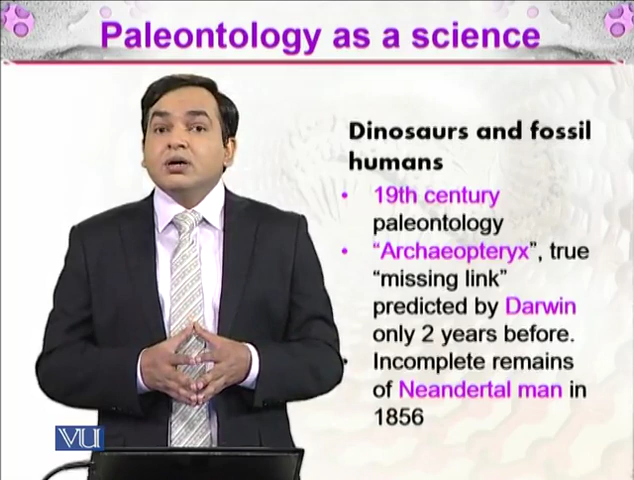 Paleontology as a science
Dinosaurs and fossil
humans
• 19th century
paleontology
• “Archaeopteryx”, true
“missing link”
predicted by Darwin
only 2 years before.
• Incomplete remains
of Neandertal man in
1856
VU